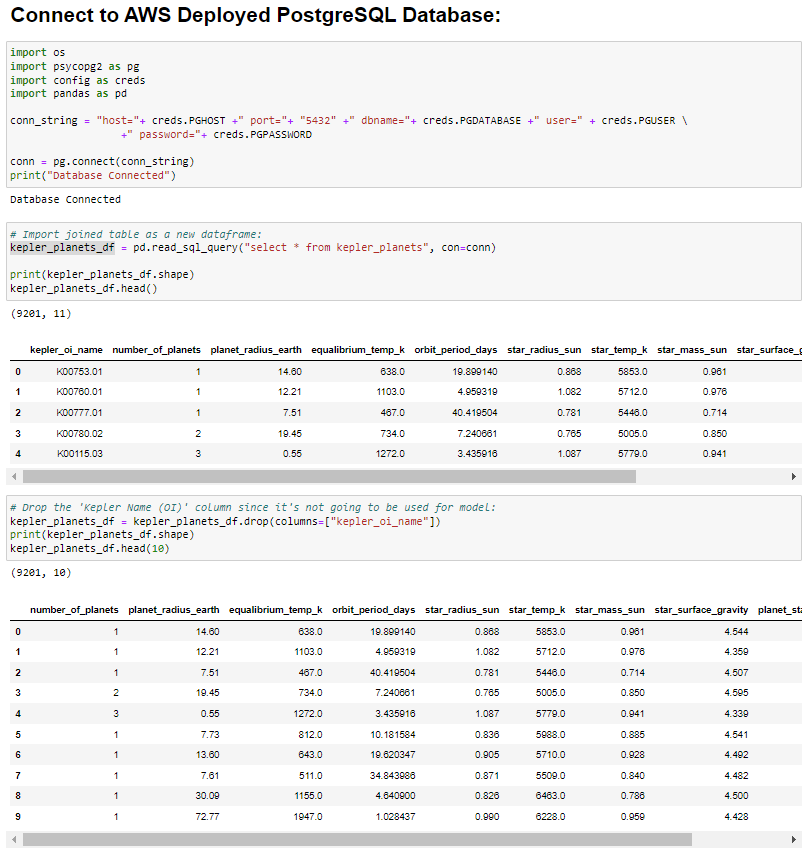 Connect to AWS Deployed PostgreSQL Database:
import os
import psycopg2 as pg
import config as creds
import pandas as pd
conn_string = "host="+ creds.PGHOST +" port="+ "5432" +" dbname="+ creds.PGDATABASE +" user=" + creds.PGUSER \
+" password="+ creds.PGPASSWORD
conn = pg.connect(conn_string)
print("Database Connected")
Database Connected
# Import joined table as a new dataframe:
kepler_planets_df = pd.read_sql_query("select * from kepler_planets", con=conn)
print(kepler_planets_df.shape)
kepler_planets_df.head()
(9201, 11)
kepler_oi_name number_of_planets planet_radius_earth equalibrium_temp_k orbit_period_days star_radius_sun star_temp_k star_mass_sun star_surface_g
0 K00753.01 1 14.60 638.0 19.899140 0.868 5853.0 0.961
1 K00760.01 1 12.21 1103.0 4.959319 1.082 5712.0 0.976
2 K00777.01 1 7.51 467.0 40.419504 0.781 5446.0 0.714
3 K00780.02 2 19.45 734.0 7.240661 0.765 5005.0 0.850
4 K00115.03 3 0.55 1272.0 3.435916 1.087 5779.0 0.941
# Drop the 'Kepler Name (OI)' column since it's not going to be used for model:
kepler_planets_df = kepler_planets_df.drop(columns=["kepler_oi_name"])
print(kepler_planets_df.shape)
kepler_planets_df.head(10)
(9201, 10)
number_of_planets planet_radius_earth equalibrium_temp_k orbit_period_days star_radius_sun star_temp_k star_mass_sun star_surface_gravity planet_sta
0 1 14.60 638.0 19.899140 0.868 5853.0 0.961 4.544
1 1 12.21 1103.0 4.959319 1.082 5712.0 0.976 4.359
2 1 7.51 467.0 40.419504 0.781 5446.0 0.714 4.507
3 2 19.45 734.0 7.240661 0.765 5005.0 0.850 4.595
4 3 0.55 1272.0 3.435916 1.087 5779.0 0.941 4.339
5 1 7.73 812.0 10.181584 0.836 5988.0 0.885 4.541
6 1 13.60 643.0 19.620347 0.905 5710.0 0.928 4.492
7 1 7.61 511.0 34.843986 0.871 5509.0 0.840 4.482
8 1 30.09 1155.0 4.640900 0.826 6463.0 0.786 4.500
9 1 72.77 1947.0 1.028437 0.990 6228.0 0.959 4.428